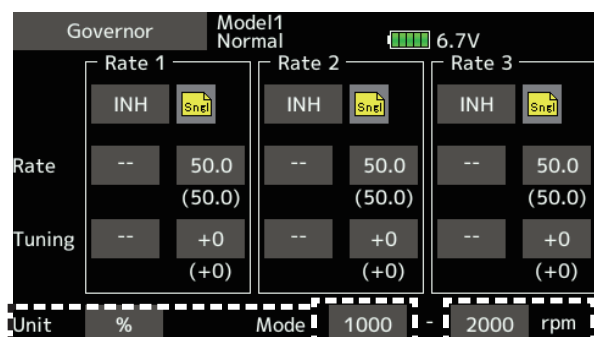 Governor Model1 Normal 6.7V
Rate 1 Rate 2 Rate 3
INH Sngl INH Sngl INH Sngl
Rate -- 50.0 -- 50.0 -- 50.0
(50.0) (50.0) (50.0)
Tuning -- +0 -- +0 -- +0
(+0) (+0) (+0)
Unit % Mode 1000 - 2000 rpm